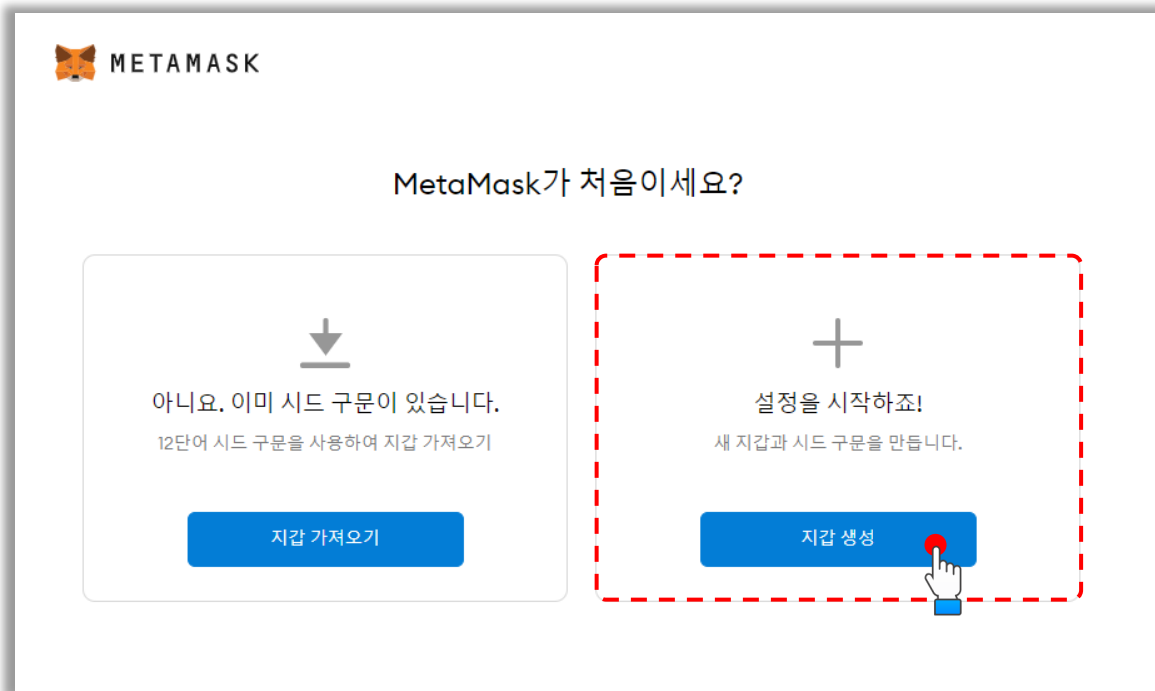 METAMASK
MetaMask가 처음이세요?
아니요. 이미 시드 구문이 있습니다.
12단어 시드 구문을 사용하여 지갑 가져오기
지갑 가져오기
설정을 시작하죠!
새 지갑과 시드 구문을 만듭니다.
지갑 생성